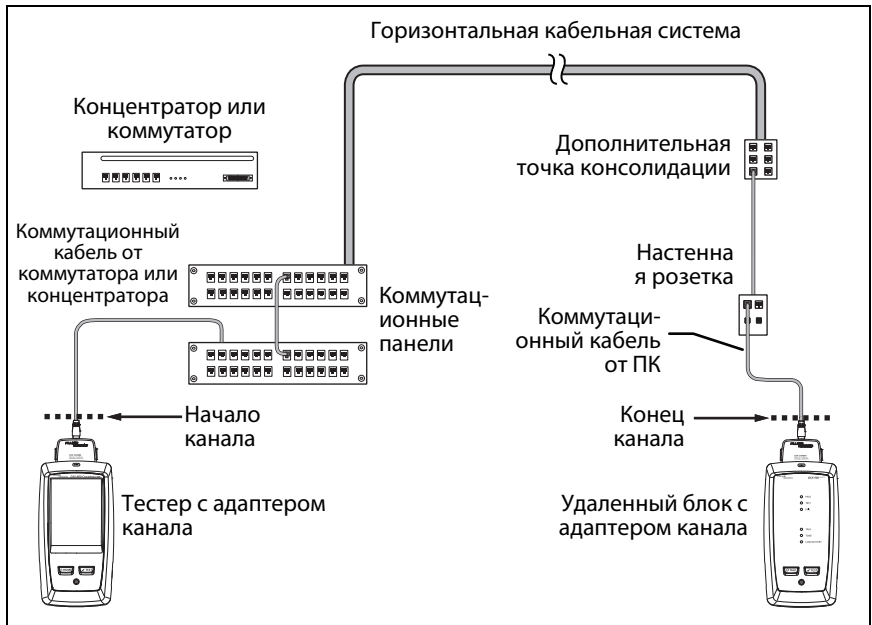 Горизонтальная кабельная система
Концентратор или
коммутатор
Дополнительная
точка консолидации
Коммутационный
кабель от
коммутатора или
концентратора
Настенна
я розетка
Коммутац-
ионные
панели
Коммутаци-
онный кабель
от ПК
Начало
канала
Конец
канала
Тестер с адаптером
канала
Удаленный блок с
адаптером канала